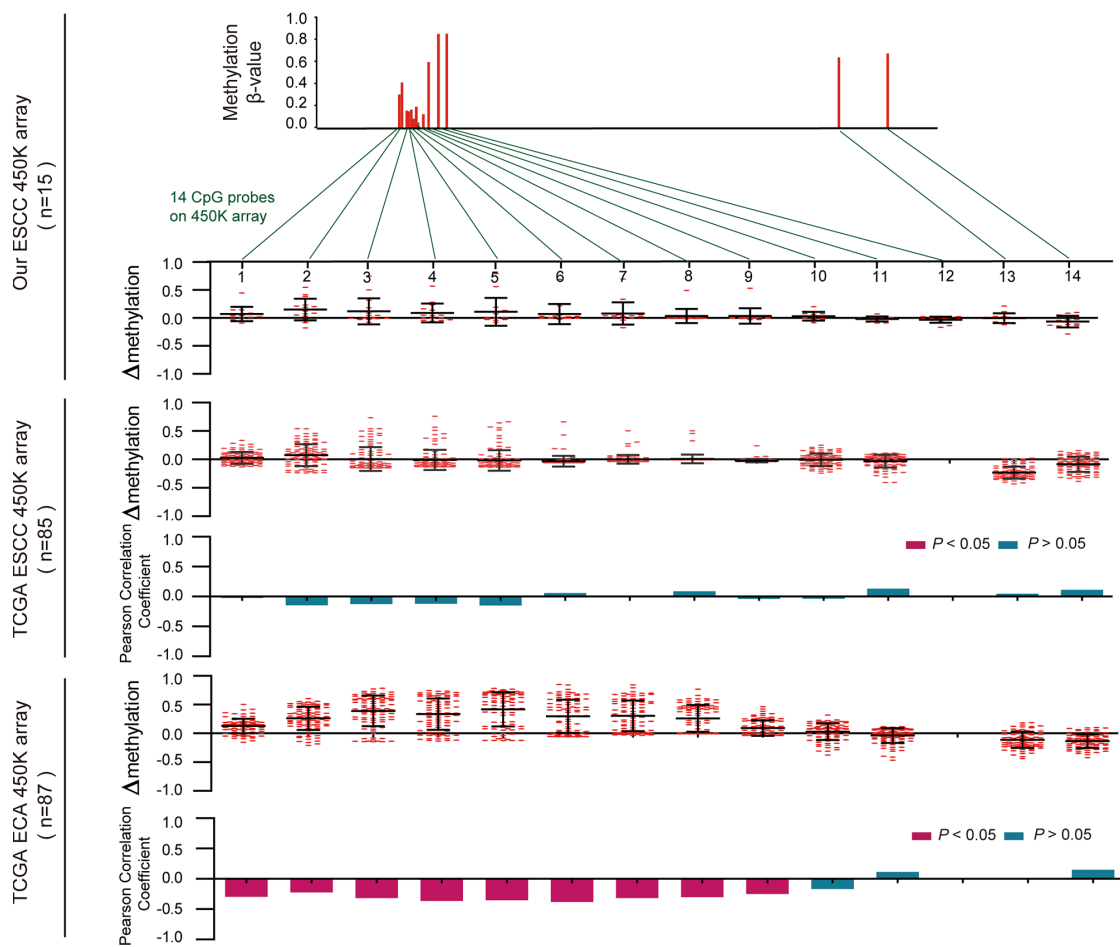 Our ESCC 450K array
( n=15 )
Methylation
β-value
1.0
0.8
0.6
0.4
0.2
0.0
14 CpG probes
on 450K array
Δmethylation
1.0
0.5
0.0
-0.5
-1.0
1 2 3 4 5 6 7 8 9 10 11 12 13 14
TCGA ESCC 450K array
( n=85 )
Δmethylation
1.0
0.5
0.0
-0.5
-1.0
Pearson Correlation
Coefficient
1.0
0.5
0.0
-0.5
-1.0
P < 0.05 P > 0.05
TCGA ECA 450K array
( n=87 )
Δmethylation
1.0
0.5
0.0
-0.5
-1.0
Pearson Correlation
Coefficient
1.0
0.5
0.0
-0.5
-1.0
P < 0.05 P > 0.05